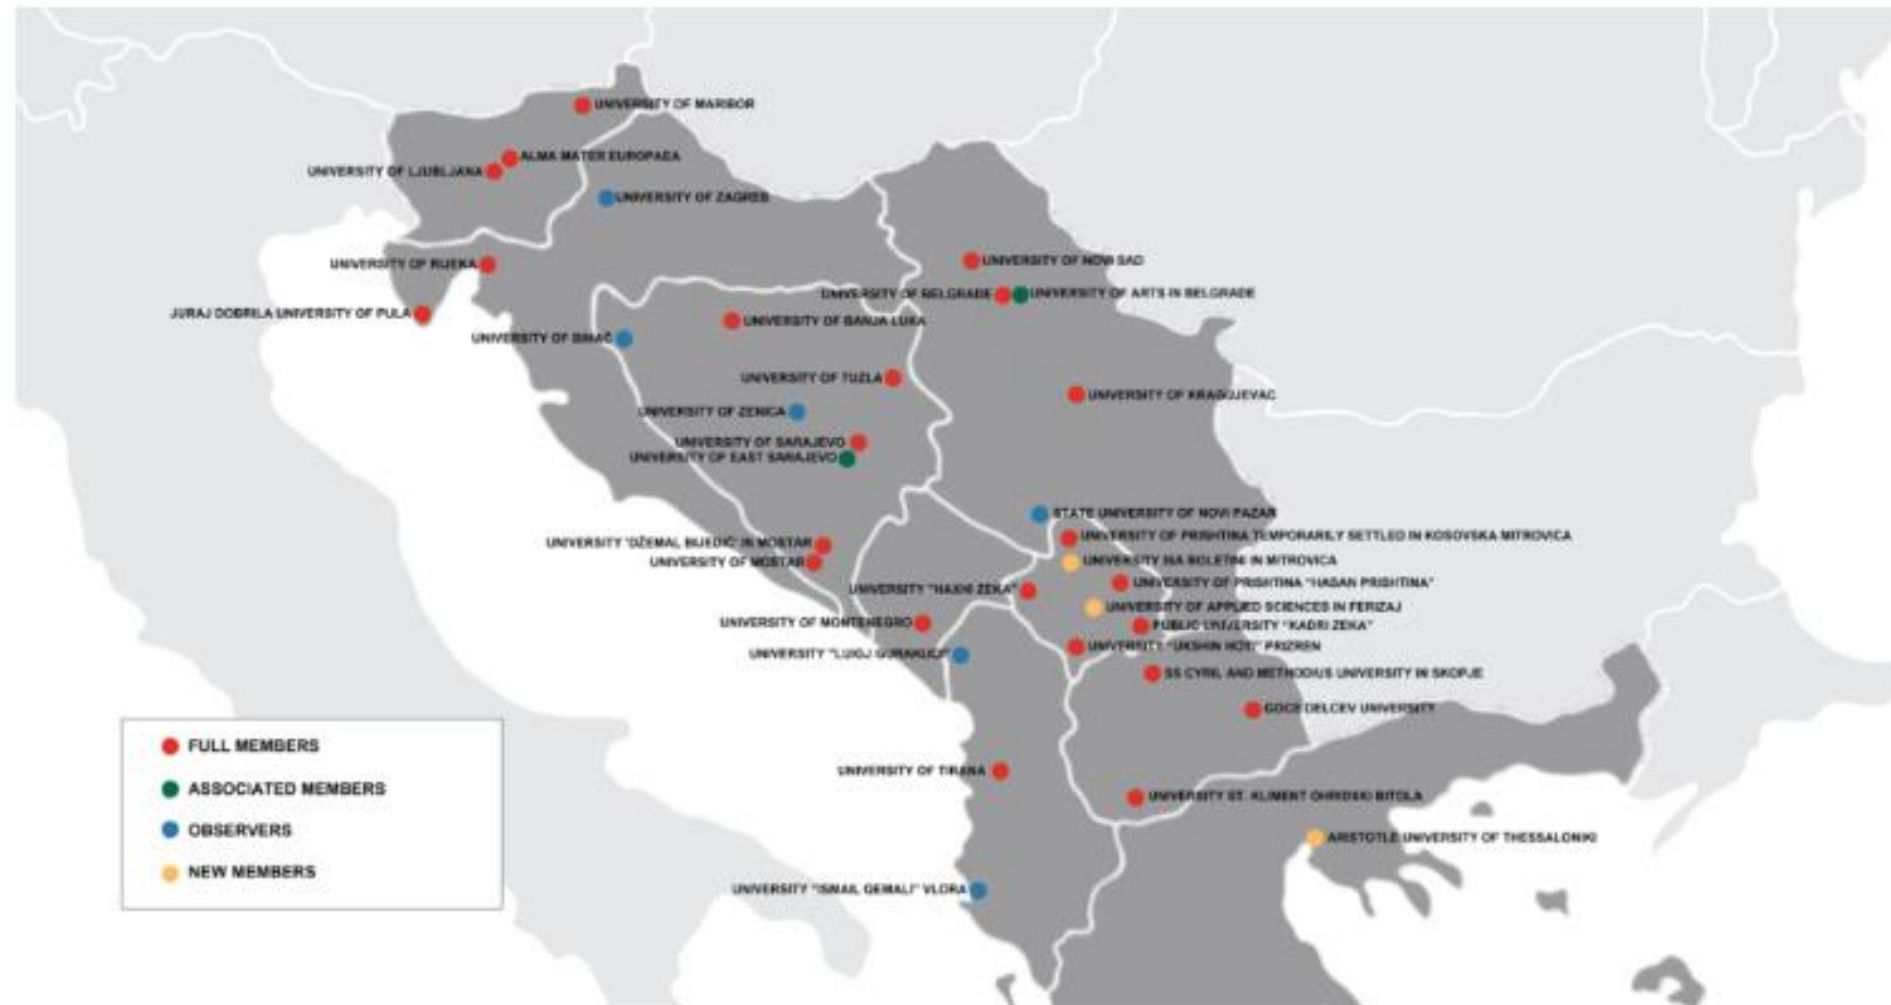 UNIVERSITY OF MARIBOR
ALMA MATER EUROPAEA
UNIVERSITY OF LJUBLJANA
UNIVERSITY OF ZAGREB
UNIVERSITY OF RIJEKA
UNIVERSITY OF NOVI SAD
UNIVERSITY OF BELGRADE
UNIVERSITY OF ARTS IN BELGRADE
JURAJ DOBRILA UNIVERSITY OF PULA
UNIVERSITY OF BANJA LUKA
UNIVERSITY OF BIHAĆ
UNIVERSITY OF TUZLA
UNIVERSITY OF KRAGUJEVAC
UNIVERSITY OF ZENICA
UNIVERSITY OF SARAJEVO
UNIVERSITY OF EAST SARAJEVO
STATE UNIVERSITY OF NOVI PAZAR
UNIVERSITY OF PRISHTINA TEMPORARILY SETTLED IN KOSOVSKA MITROVICA
UNIVERSITY 'DŽEMAL BIJEDIĆ' IN MOSTAR
UNIVERSITY OF MOSTAR
UNIVERSITY ISA BOLETINI IN MITROVICA
UNIVERSITY OF PRISHTINA "HASAN PRISHTINA"
UNIVERSITY "HAXHI ZEKA"
UNIVERSITY OF APPLIED SCIENCES IN FERIZAJ
UNIVERSITY OF MONTENEGRO
PUBLIC UNIVERSITY "KADRI ZEKA"
UNIVERSITY "UKSHIN HOTI" PRIZREN
UNIVERSITY "LUIGJ GURAKUQI"
SS CYRIL AND METHODIUS UNIVERSITY IN SKOPJE
GOCE DELCEV UNIVERSITY
UNIVERSITY OF TIRANA
UNIVERSITY ST. KLIMENT OHRIDSKI BITOLA
ARISTOTLE UNIVERSITY OF THESSALONIKI
UNIVERSITY "ISMAIL QEMALI" VLORA
FULL MEMBERS
ASSOCIATED MEMBERS
OBSERVERS
NEW MEMBERS